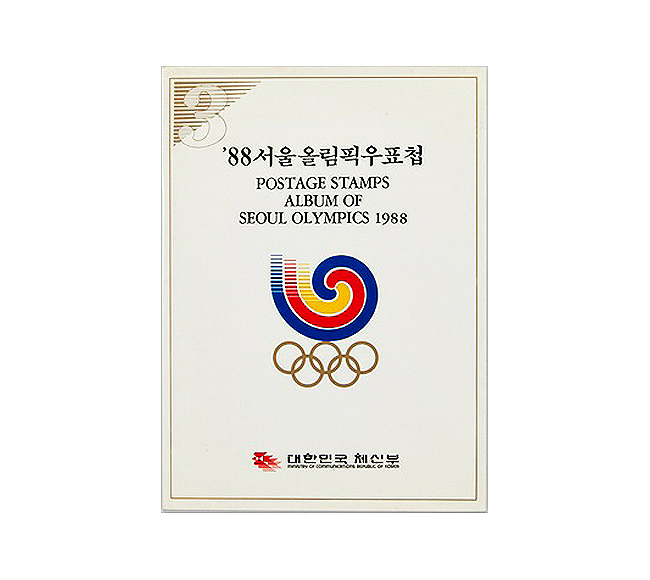 3
'88서울올림픽우표첩
POSTAGE STAMPS
ALBUM OF
SEOUL OLYMPICS 1988
대한민국 체신부
MINISTRY OF COMMUNICATIONS REPUBLIC OF KOREA